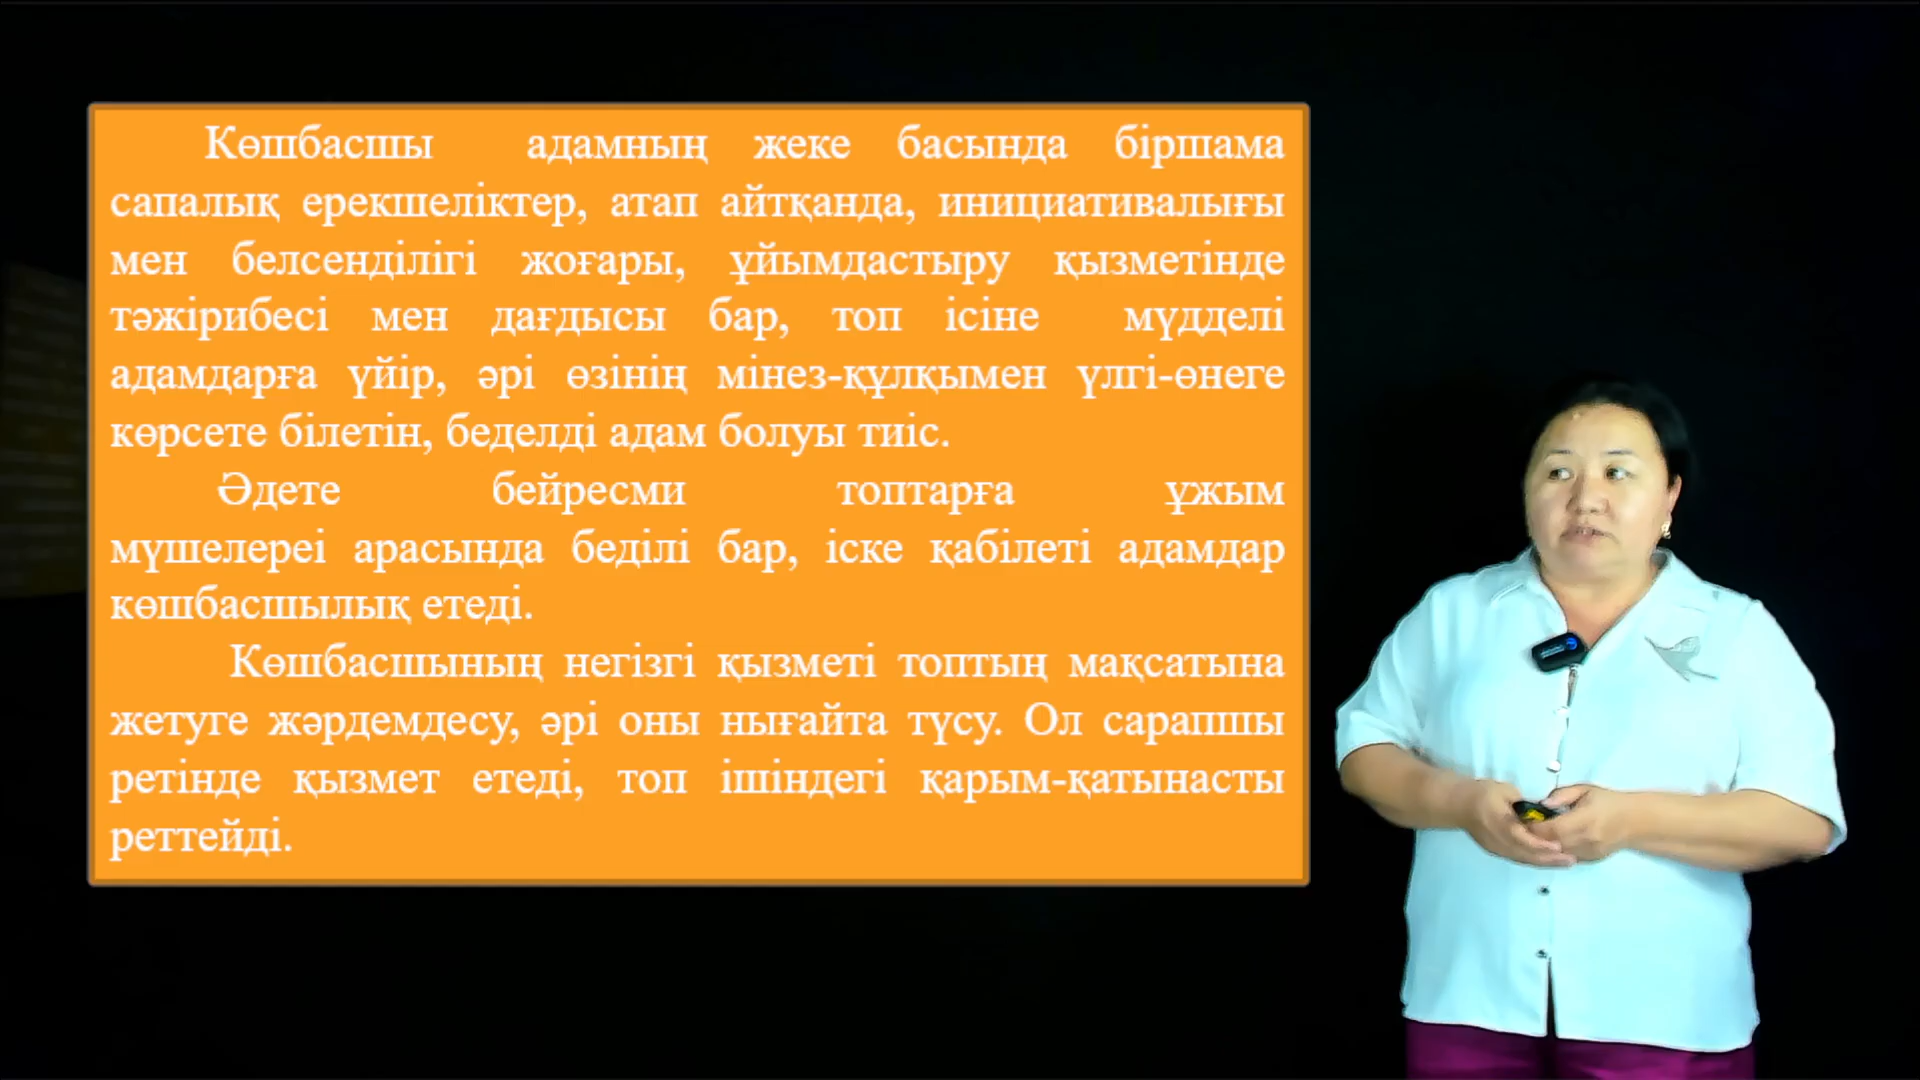 Көшбасшы адамның жеке басында біршама
сапалық ерекшеліктер, атап айтқанда, инициативалығы
мен белсенділігі жоғары, ұйымдастыру қызметінде
тәжірибесі мен дағдысы бар, топ ісіне мүдделі
адамдарға үйір, әрі өзінің мінез-құлқымен үлгі-өнеге
көрсете білетін, беделді адам болуы тиіс.
Әдете бейресми топтарға ұжым
мүшелереі арасында беділі бар, іске қабілеті адамдар
көшбасшылық етеді.
Көшбасшының негізгі қызметі топтың мақсатына
жетуге жәрдемдесу, әрі оны нығайта түсу. Ол сарапшы
ретінде қызмет етеді, топ ішіндегі қарым-қатынасты
реттейді.